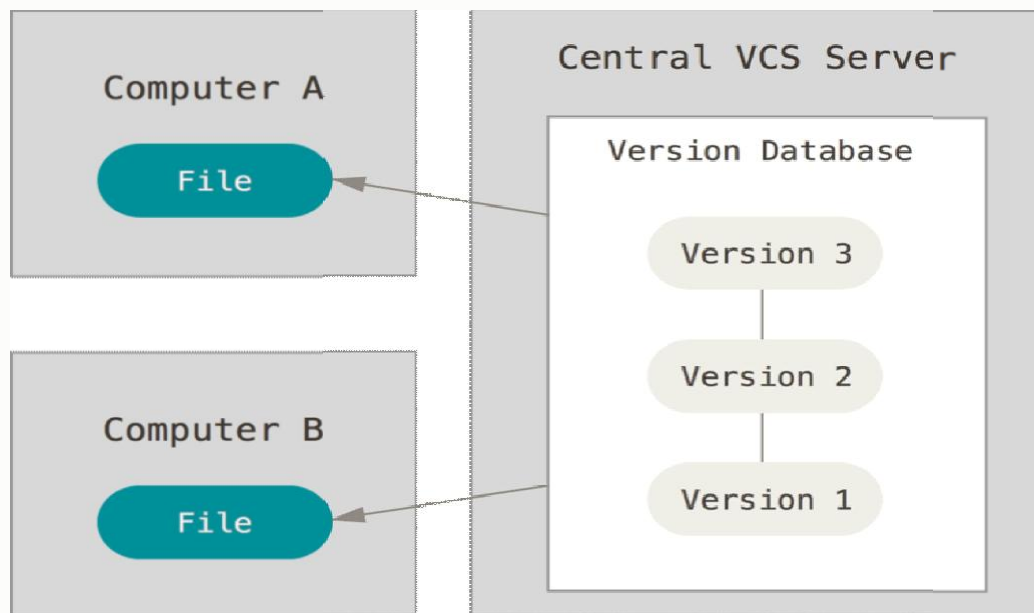 Computer A
File
Computer B
File
Central VCS Server
Version Database
Version 3
Version 2
Version 1